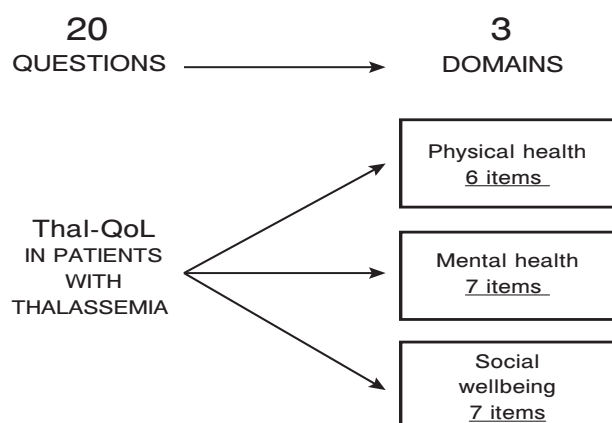 20
QUESTIONS
3
DOMAINS
Physical health
6 items
Thal-QoL
IN PATIENTS
WITH
THALASSEMIA
Mental health
7 items
Social
wellbeing
7 items